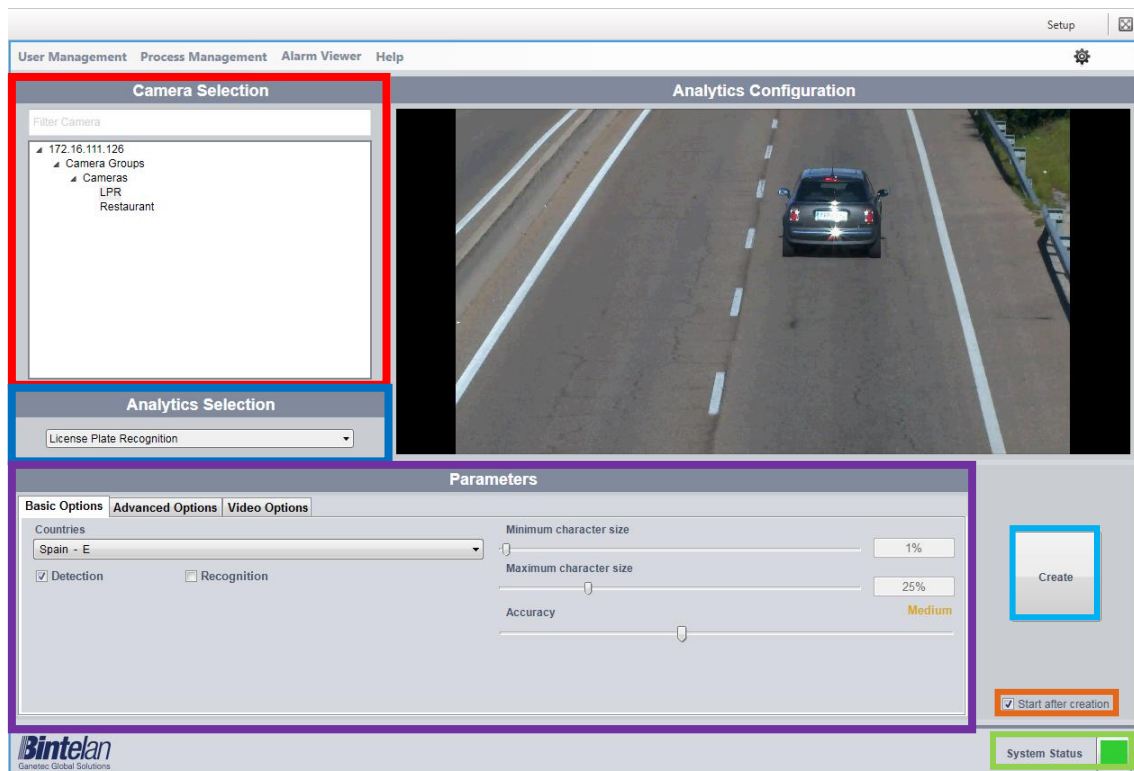 Setup
User Management Process Management Alarm Viewer Help
Camera Selection
Filter Camera
172.16.111.126
Camera Groups
Cameras
LPR
Restaurant
Analytics Configuration
Analytics Selection
License Plate Recognition
Parameters
Basic Options Advanced Options Video Options
Countries
Spain - E
Detection Recognition
Minimum character size
1%
Maximum character size
25%
Accuracy Medium
Create
Start after creation
Bintelan
Ganetec Global Solutions
System Status